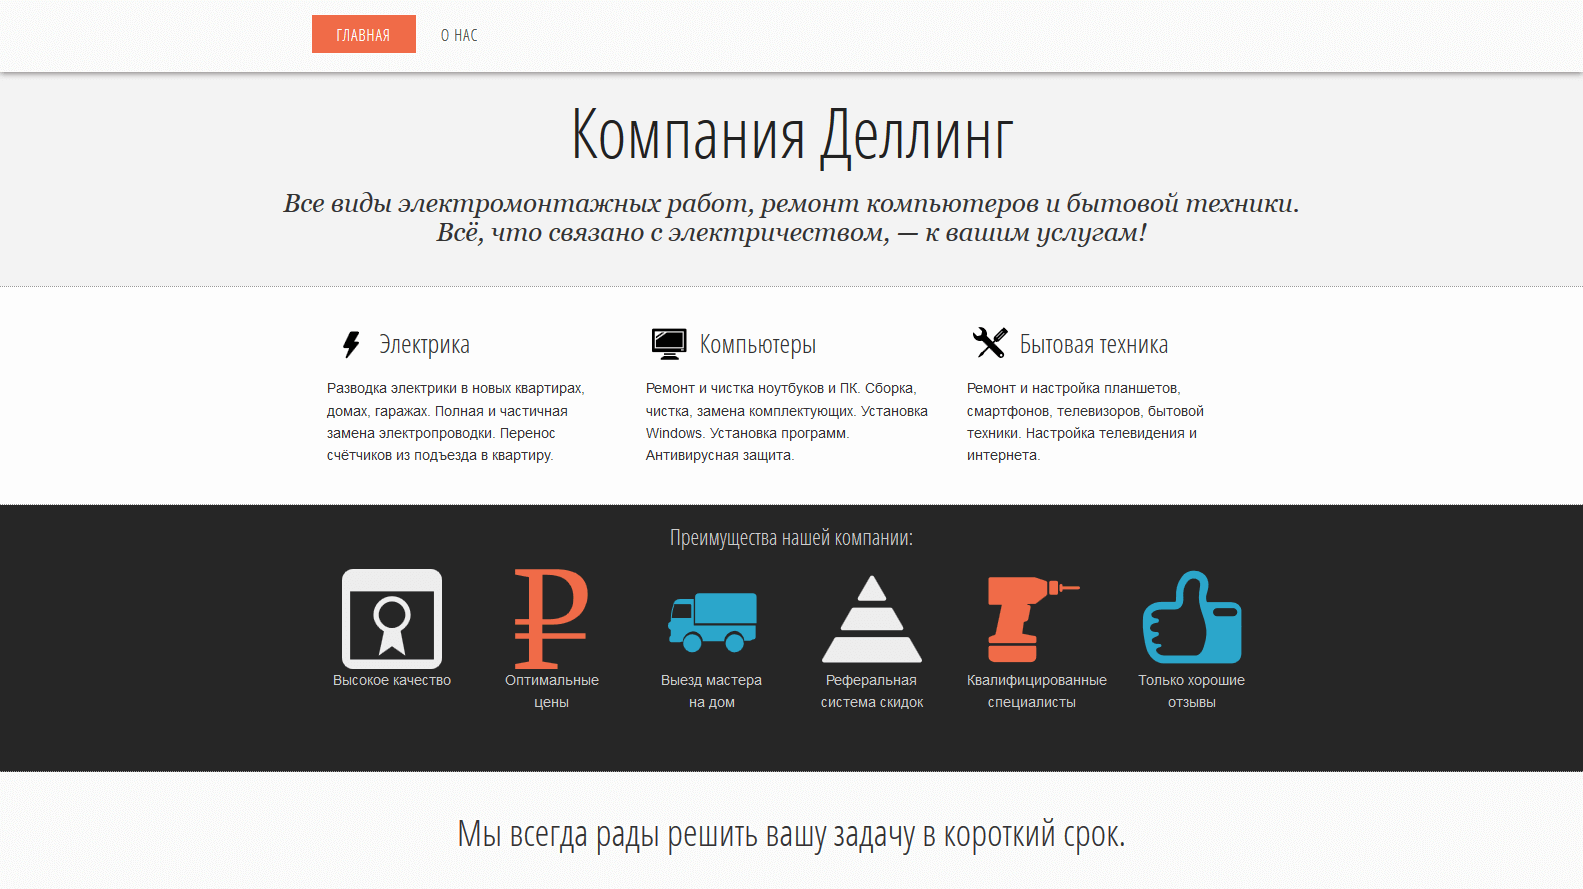 ГЛАВНАЯ
О НАС
Компания Деллинг
Все виды электромонтажных работ, ремонт компьютеров и бытовой техники.
Всё, что связано с электричеством, — к вашим услугам!
Электрика
Разводка электрики в новых квартирах,
домах, гаражах. Полная и частичная
замена электропроводки. Перенос
счётчиков из подъезда в квартиру.
Компьютеры
Ремонт и чистка ноутбуков и ПК. Сборка,
чистка, замена комплектующих. Установка
Windows. Установка программ.
Антивирусная защита.
Бытовая техника
Ремонт и настройка планшетов,
смартфонов, телевизоров, бытовой
техники. Настройка телевидения и
интернета.
Преимущества нашей компании:
Высокое качество
Оптимальные
цены
Выезд мастера
на дом
Реферальная
система скидок
Квалифицированные
специалисты
Только хорошие
отзывы
Мы всегда рады решить вашу задачу в короткий срок.